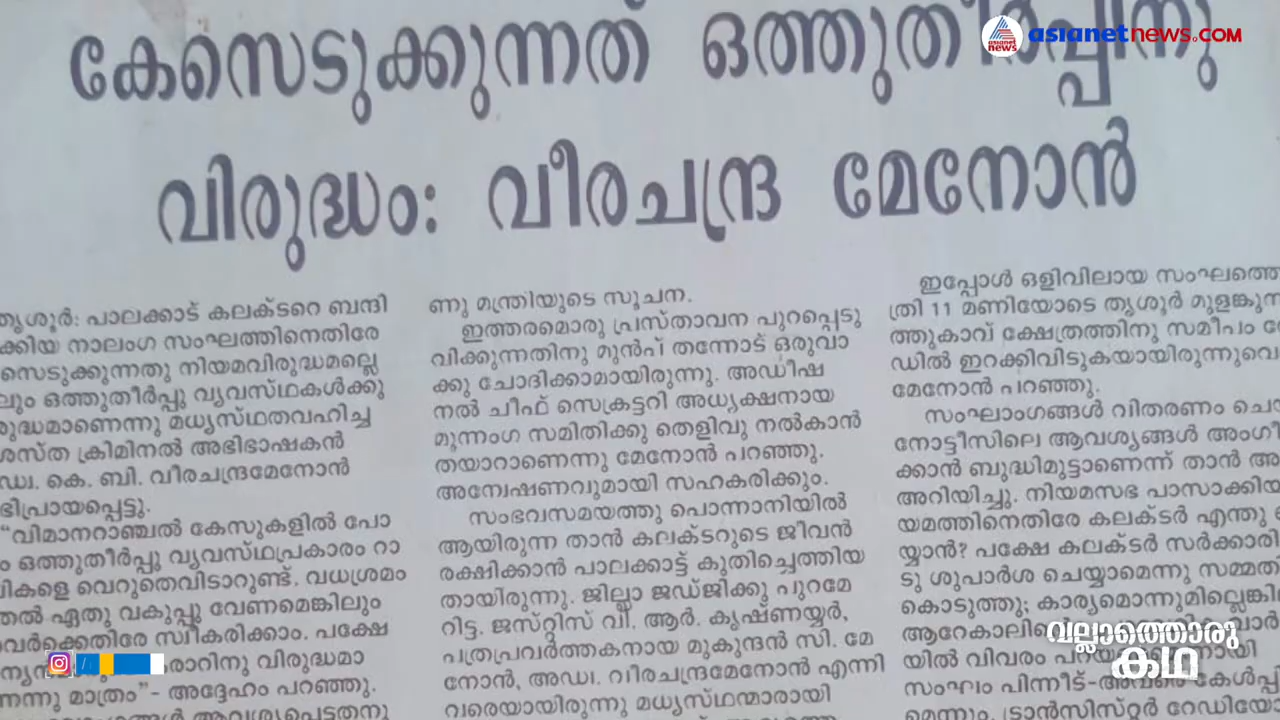 asianetnews.com
കേസെടുക്കുന്നത് ഒത്തുതീർപ്പിനു
വിരുദ്ധം: വീരചന്ദ്ര മേനോൻ
തൃശൂർ: പാലക്കാട് കലക്ടറെ ബന്ദി
ക്കിയ നാലംഗ സംഘത്തിനെതിരേ
സെടുക്കുന്നതു നിയമവിരുദ്ധമല്ലെ
ലും ഒത്തുതീർപ്പു വ്യവസ്ഥകൾക്കു
രുദ്ധമാണെന്നു മധ്യസ്ഥതവഹിച്ച
ശസ്ത ക്രിമിനൽ അഭിഭാഷകൻ
ഡ്വ. കെ. ബി. വീരചന്ദ്രമേനോൻ
ഭിപ്രായപ്പെട്ടു.
"വിമാനറാഞ്ചൽ കേസുകളിൽ പോ
ം ഒത്തുതീർപ്പു വ്യവസ്ഥപ്രകാരം റാ
ികളെ വെറുതെവിടാറുണ്ട്. വധശ്രമം
തൽ ഏതു വകുപ്പു വേണമെങ്കിലും
വർക്കെതിരേ സ്വീകരിക്കാം. പക്ഷേ
രാറിനു വിരുദ്ധമാ
ന്നെന്നു മാത്രം"- അദ്ദേഹം പറഞ്ഞു.
ആവശ്യപ്പെട്ടതനു
ണു മന്ത്രിയുടെ സൂചന.
ഇത്തരമൊരു പ്രസ്താവന പുറപ്പെടു
വിക്കുന്നതിനു മുൻപ് തന്നോട് ഒരുവാ
ക്കു ചോദിക്കാമായിരുന്നു. അഡീഷ
നൽ ചീഫ് സെക്രട്ടറി അധ്യക്ഷനായ
മൂന്നംഗ സമിതിക്കു തെളിവു നൽകാൻ
തയാറാണെന്നു മേനോൻ പറഞ്ഞു.
അന്വേഷണവുമായി സഹകരിക്കും.
സംഭവസമയത്തു പൊന്നാനിയിൽ
ആയിരുന്ന താൻ കലക്ടറുടെ ജീവൻ
രക്ഷിക്കാൻ പാലക്കാട്ട് കുതിച്ചെത്തിയ
തായിരുന്നു. ജില്ലാ ജഡ്ജിക്കു പുറമേ
റിട്ട. ജസ്റ്റിസ് വി. ആർ. കൃഷ്ണയ്യർ,
പത്രപ്രവർത്തകനായ മുകുന്ദൻ സി. മേ
നോൻ, അഡ്വ. വീരചന്ദ്രമേനോൻ എന്നി
വരെയായിരുന്നു മധ്യസ്ഥന്മാരായി
ഇപ്പോൾ ഒളിവിലായ സംഘത്തെ
ത്രി 11 മണിയോടെ തൃശൂർ മുളങ്കുന്ന
ത്തുകാവ് ക്ഷേത്രത്തിനു സമീപം റോ
ഡിൽ ഇറക്കിവിടുകയായിരുന്നുവെ
മേനോൻ പറഞ്ഞു.
സംഘാംഗങ്ങൾ വിതരണം ചെ
നോട്ടീസിലെ ആവശ്യങ്ങൾ അംഗീ
ക്കാൻ ബുദ്ധിമുട്ടാണെന്ന് താൻ അ
അറിയിച്ചു. നിയമസഭ പാസാക്കിയ
യമത്തിനെതിരേ കലക്ടർ എന്തു
യ്യാൻ? പക്ഷേ കലക്ടർ സർക്കാരി
ടു ശുപാർശ ചെയ്യാമെന്നു സമ്മത
കൊടുത്തു; കാര്യമൊന്നുമില്ലെങ്കി
യിൽ വിവരം
സംഘം പിന്നീട്-അവരെ കേൾപ്പ
മെന്നും. ട്രാൻസിസ്റ്റർ റേഡിയോ
വല്ലാത്തൊരു
കഥ